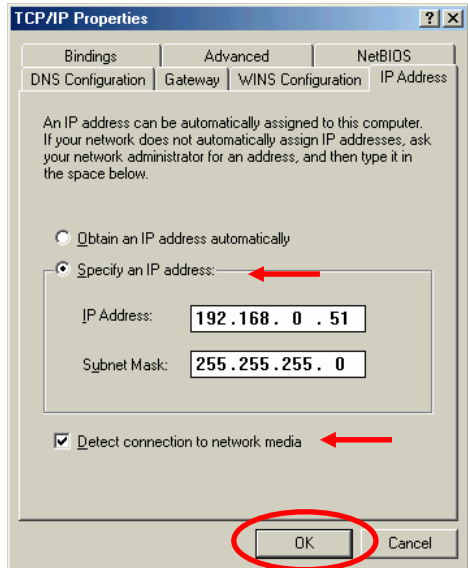 TCP/IP Properties ? ×
Bindings Advanced NetBIOS
DNS Configuration Gateway WINS Configuration IP Address
An IP address can be automatically assigned to this computer.
If your network does not automatically assign IP addresses, ask
your network administrator for an address, and then type it in
the space below.
Obtain an IP address automatically
Specify an IP address:
IP Address: 192.168. 0 . 51
Subnet Mask: 255.255.255. 0
Detect connection to network media
OK Cancel